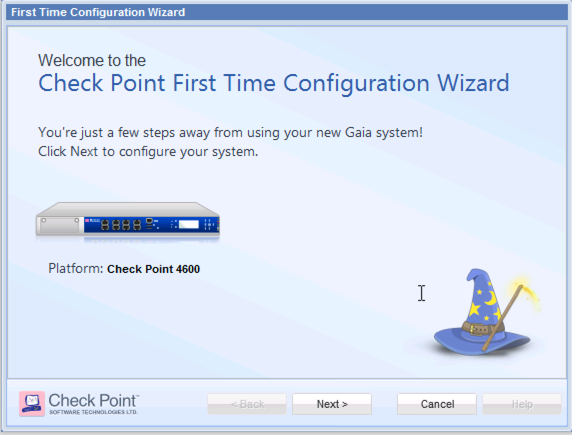 First Time Configuration Wizard
Welcome to the
Check Point First Time Configuration Wizard
You're just a few steps away from using your new Gaia system!
Click Next to configure your system.
Platform: Check Point 4600
Check Point™
SOFTWARE TECHNOLOGIES LTD.
< Back Next > Cancel Help